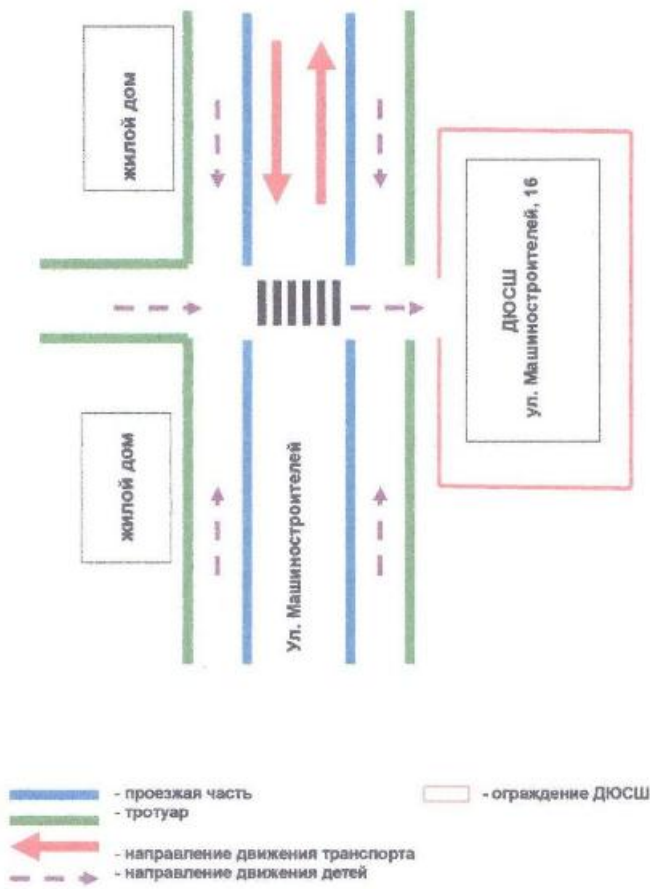 ЖИЛОЙ ДОМ
ДЮСШ
ул. Машиностроителей, 16
ЖИЛОЙ ДОМ
Ул. Машиностроителей
- проезжая часть
- тротуар
- ограждение ДЮСШ
- направление движения транспорта
- направление движения детей